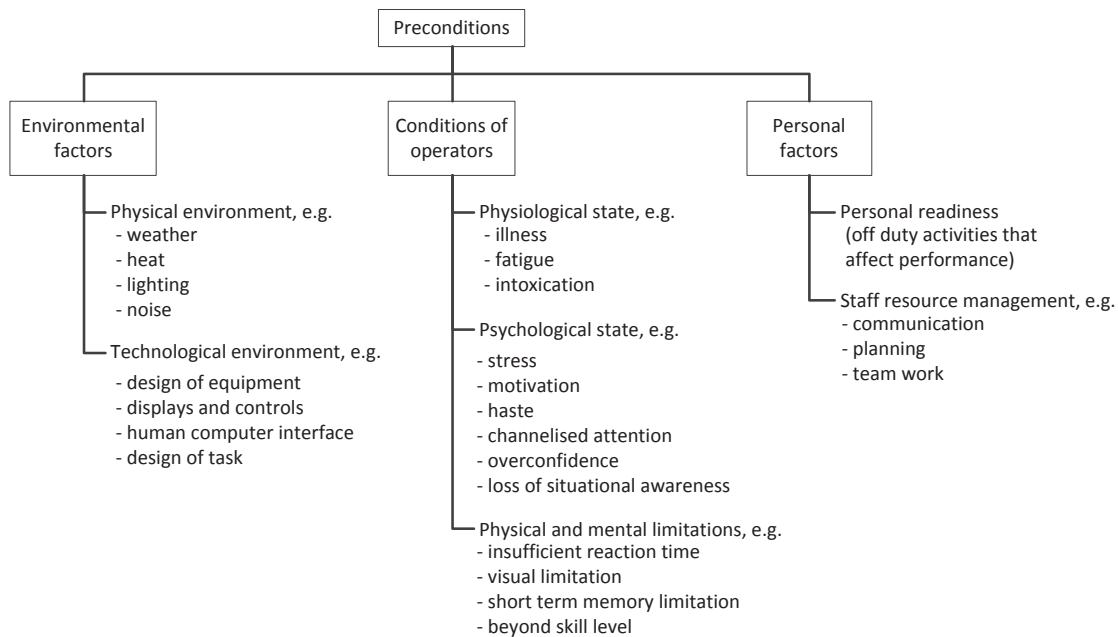 Preconditions
Environmental
factors
Physical environment, e.g.
- weather
- heat
- lighting
- noise
Technological environment, e.g.
- design of equipment
- displays and controls
- human computer interface
- design of task
Conditions of
operators
Physiological state, e.g.
- illness
- fatigue
- intoxication
Psychological state, e.g.
- stress
- motivation
- haste
- channelised attention
- overconfidence
- loss of situational awareness
Physical and mental limitations, e.g.
- insufficient reaction time
- visual limitation
- short term memory limitation
- beyond skill level
Personal
factors
Personal readiness
(off duty activities that
affect performance)
Staff resource management, e.g.
- communication
- planning
- team work